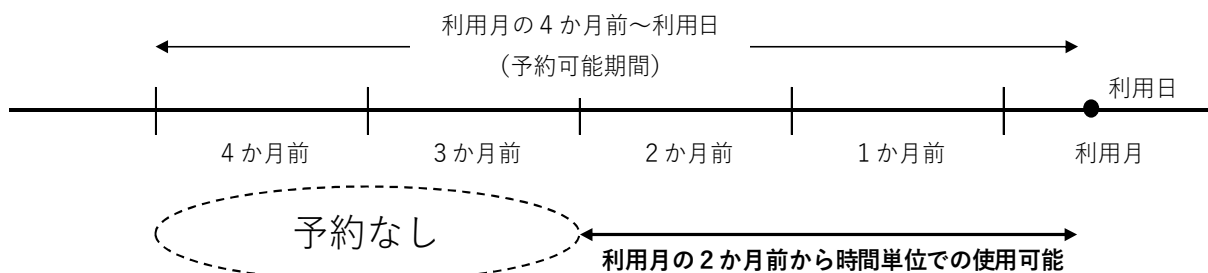 利用月の4か月前~利用日
（予約可能期間）
利用日
4か月前
3か月前
2か月前
1か月前
利用月
予約なし
利用月の2か月前から時間単位での使用可能